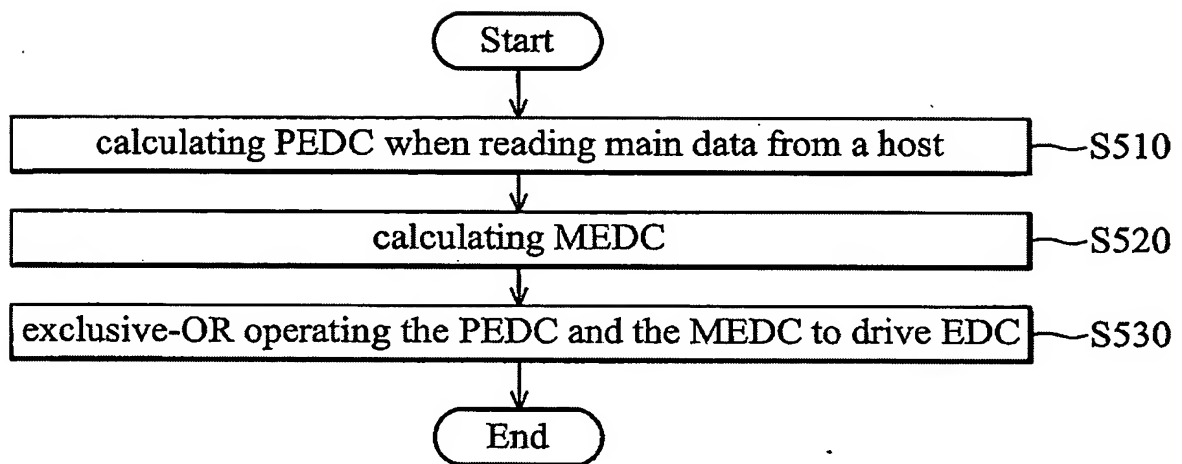 Start
calculating PEDC when reading main data from a host
S510
calculating MEDC
S520
exclusive-OR operating the PEDC and the MEDC to drive EDC
S530
End